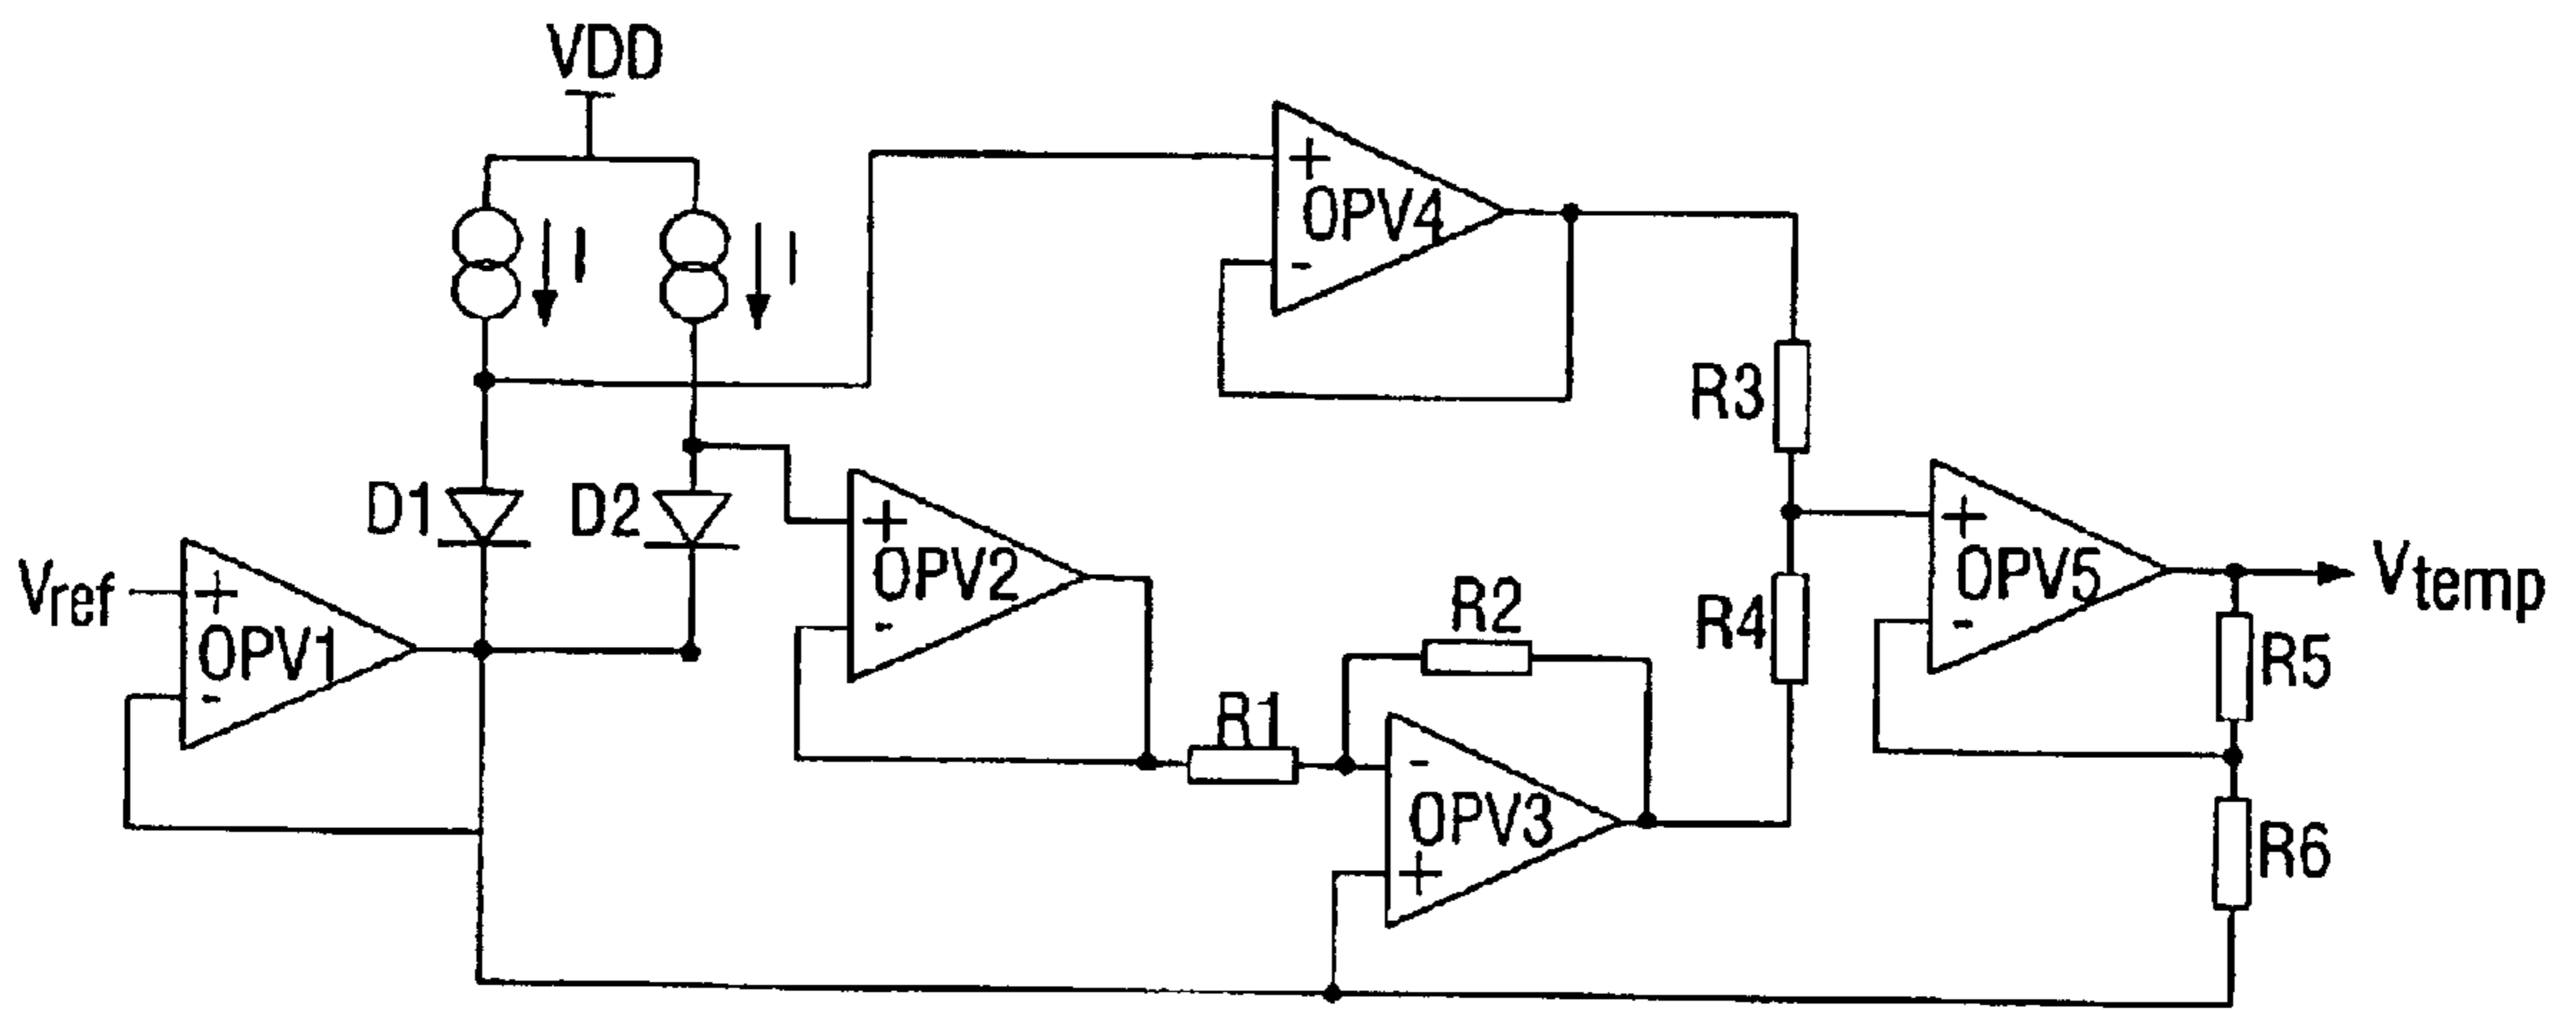 VDD
+
OPV4
-
I
I
R3
D1
D2
+
OPV2
-
+
OPV5
-
Vtemp
Vref
+
OPV1
-
R2
R4
R5
R1
-
OPV3
+
R6